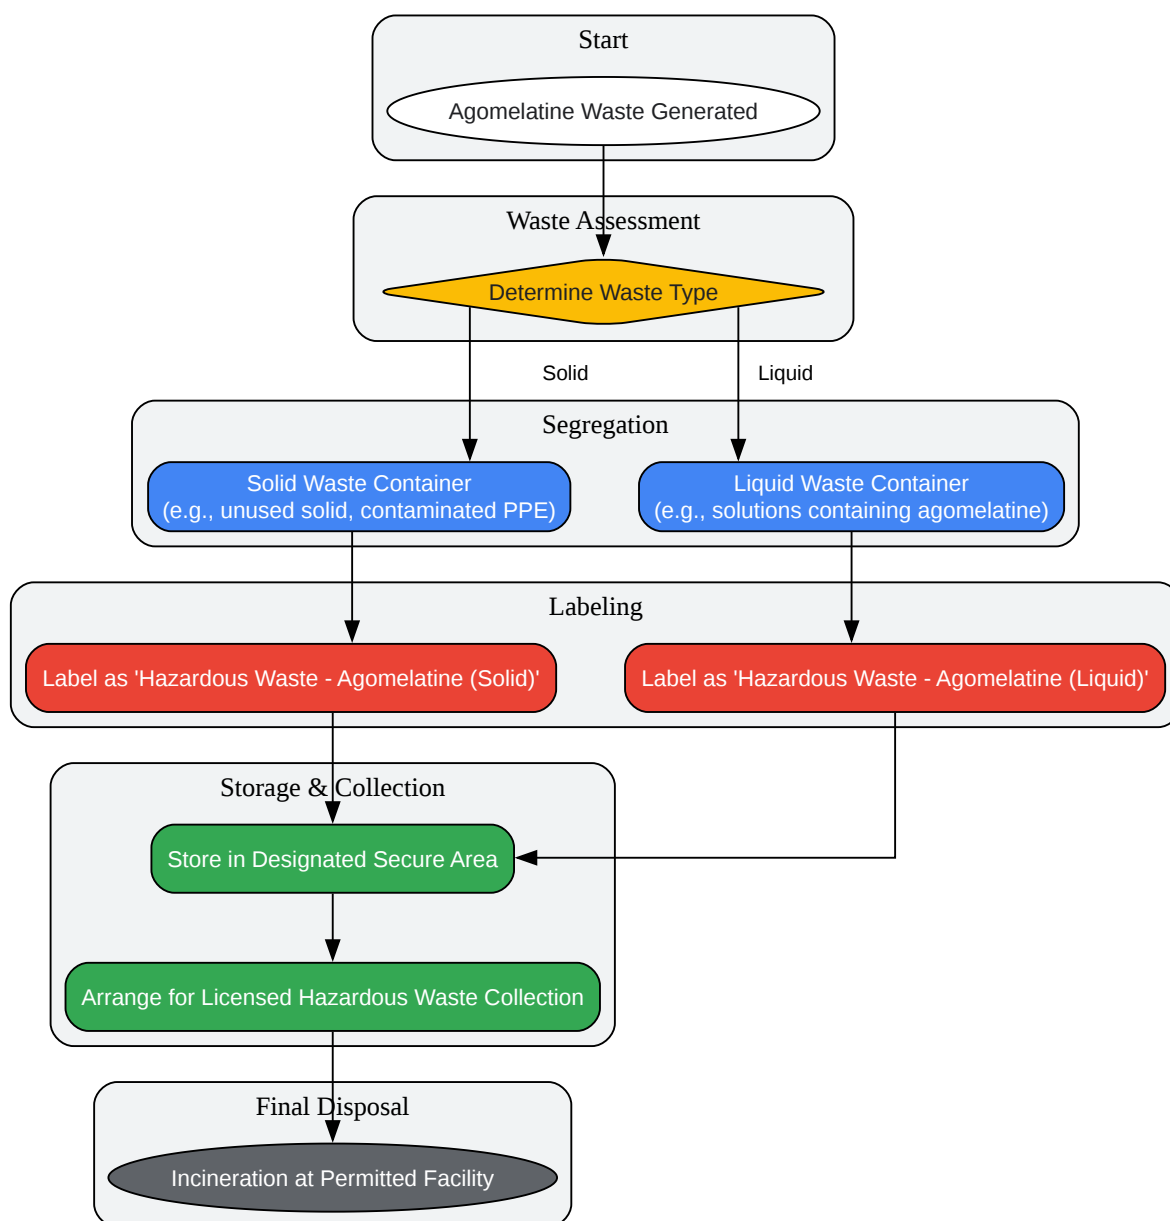 Start
Agomelatine Waste Generated
Waste Assessment
Determine Waste Type
Solid
Liquid
Segregation
Solid Waste Container
(e.g., unused solid, contaminated PPE)
Liquid Waste Container
(e.g., solutions containing agomelatine)
Labeling
Label as 'Hazardous Waste - Agomelatine (Solid)'
Label as 'Hazardous Waste - Agomelatine (Liquid)'
Storage & Collection
Store in Designated Secure Area
Arrange for Licensed Hazardous Waste Collection
Final Disposal
Incineration at Permitted Facility